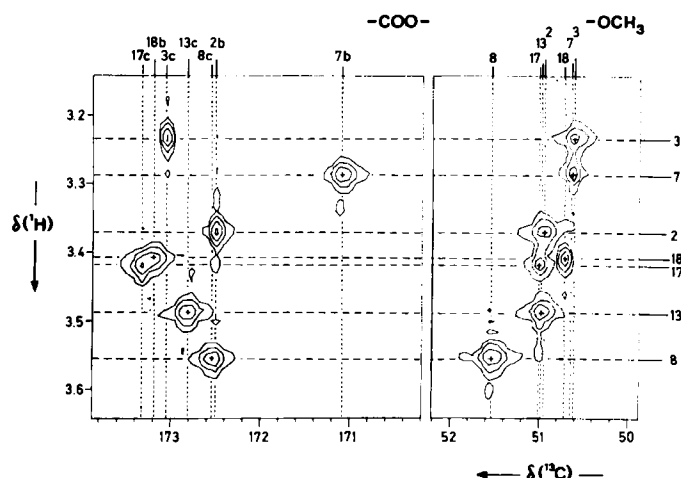 -COO-
-OCH3
18b 13c 2b
17c 3c 8c 7b
13 2 3
8 17 18 7
3.2
3.3
3.4
3.5
3.6
δ(¹H)
3
7
2
18
17
13
8
173 172 171
52 51 50
δ(¹³C)